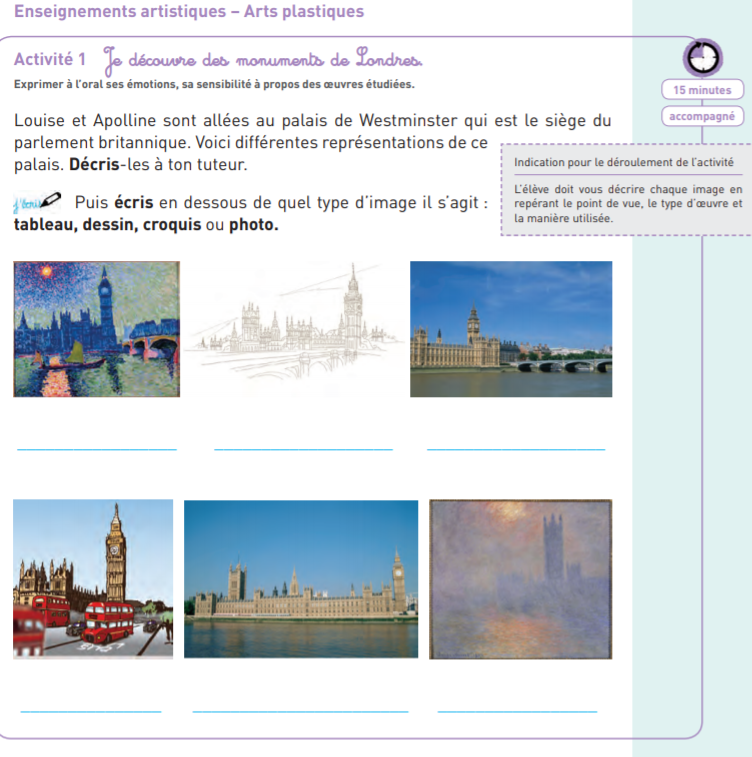 Enseignements artistiques – Arts plastiques
Activité 1 Je découvre des monuments de Londres.
Exprimer à l'oral ses émotions, sa sensibilité à propos des œuvres étudiées.
15 minutes
accompagné
Louise et Apolline sont allées au palais de Westminster qui est le siège du
parlement britannique. Voici différentes représentations de ce
palais. Décris-les à ton tuteur.
Indication pour le déroulement de l'activité
L'élève doit vous décrire chaque image en
repérant le point de vue, le type d'œuvre et
la manière utilisée.
j'écris Puis écris en dessous de quel type d'image il s'agit :
tableau, dessin, croquis ou photo.